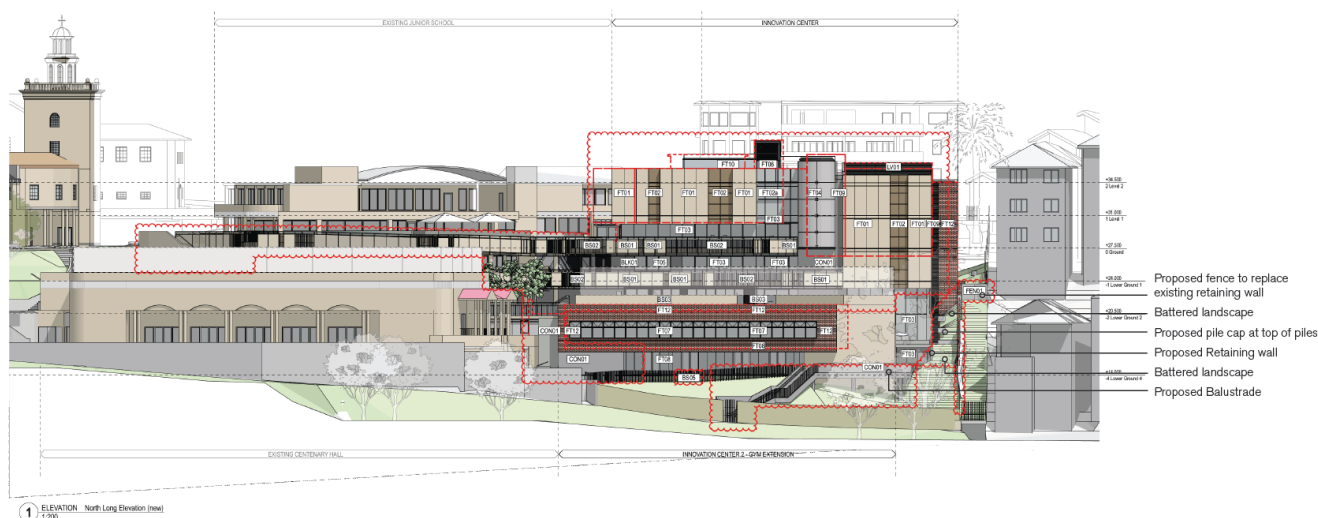 EXISTING JUNIOR SCHOOL
INNOVATION CENTER
FT10
FT06
LV01
FT01
FT02
FT01
FT02
FT01
FT02a
FT04
FT09
+34.500
2 Level 2
FT03
+31.000
1 Level 1
FT03
FT01
FT02
FT01
FT09
FT12
BS02
BS01
BS01
BS02
BS01
+27.500
0 Ground
BLK01
FT05
FT03
FT03
CON01
BS02
BS01
BS01
BS02
BS01
+24.000
-1 Lower Ground 1
Proposed fence to replace
existing retaining wall
FEN01
BS03
BS03
FT12
FT12
+20.500
-2 Lower Ground 2
Battered landscape
FT03
CON01
FT12
FT07
FT07
FT12
Proposed pile cap at top of piles
FT08
FT03
Proposed Retaining wall
CON01
FT08
CON01
Battered landscape
BS05
-4 Lower Ground 4
Proposed Balustrade
EXISTING CENTENARY HALL
INNOVATION CENTER 2 - GYM EXTENSION
1 ELEVATION North Long Elevation (new)
1:200